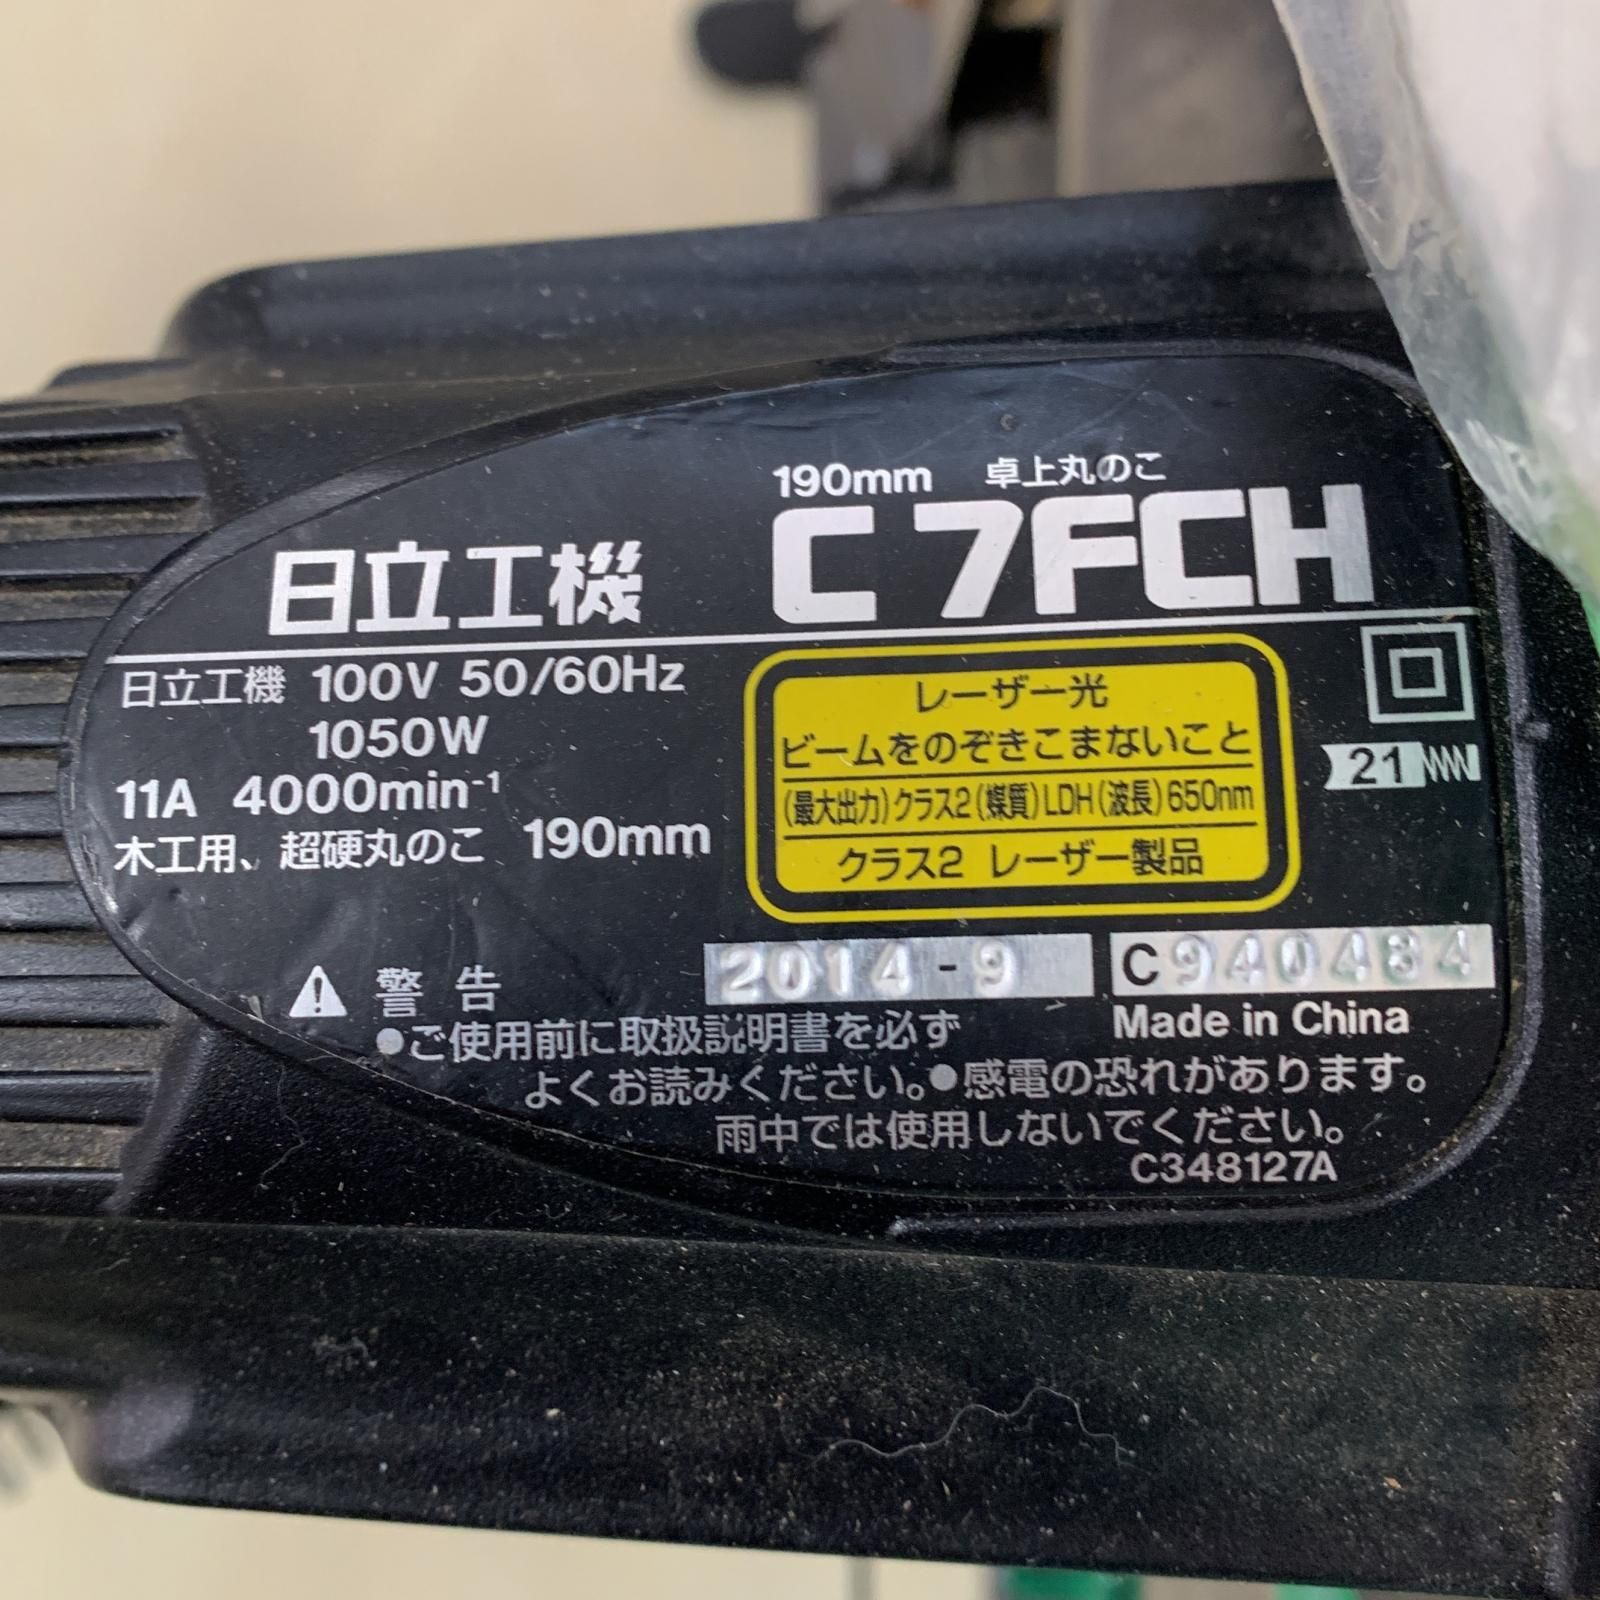 190mm 卓上丸のこ
日立工機 C 7FCH
日立工機 100V 50/60Hz
1050W
11A 4000min⁻¹
木工用、超硬丸のこ 190mm
レーザー光
ビームをのぞきこまないこと
(最大出力)クラス2(媒質)LDH(波長)650nm
クラス2 レーザー製品
21
2014-9 C940484
Made in China
警告
●ご使用前に取扱説明書を必ず
よくお読みください。●感電の恐れがあります。
雨中では使用しないでください。
C348127A